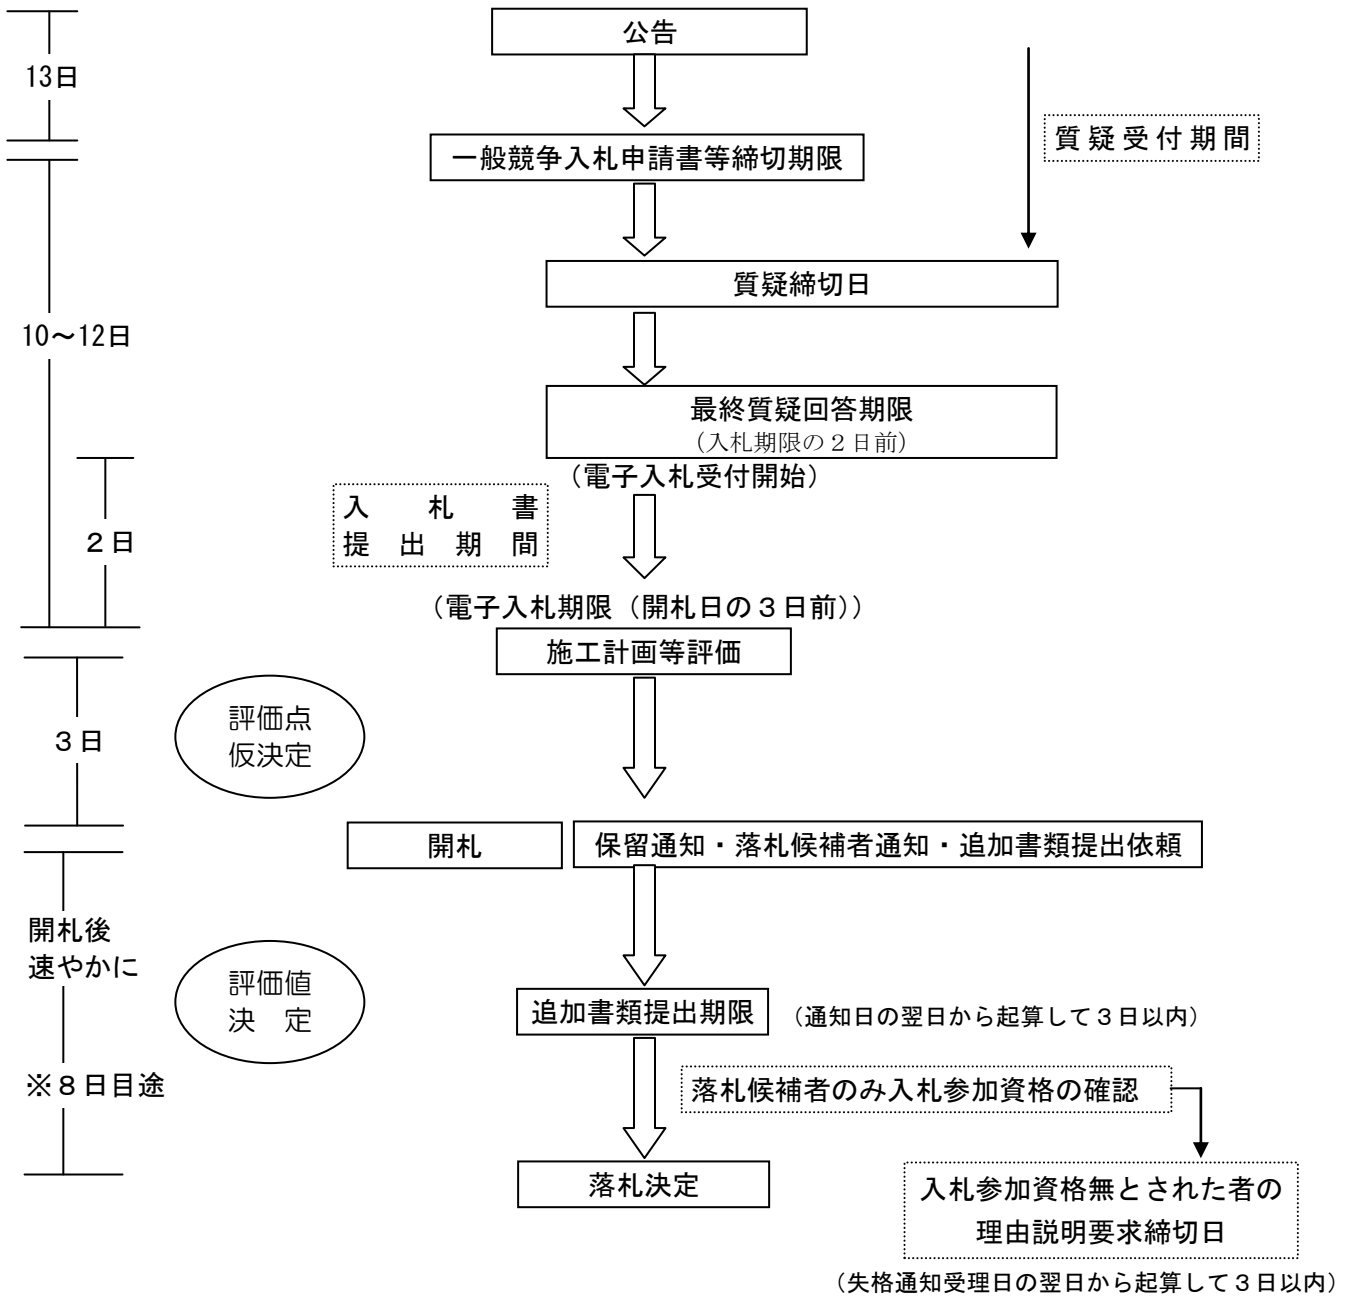 公告
13日
質疑受付期間
一般競争入札申請書等締切期限
質疑締切日
10～12日
最終質疑回答期限
（入札期限の２日前）
（電子入札受付開始）
入札書
提出期間
２日
（電子入札期限（開札日の３日前））
施工計画等評価
評価点
仮決定
３日
開札
保留通知・落札候補者通知・追加書類提出依頼
開札後
速やかに
評価値
決　定
追加書類提出期限
（通知日の翌日から起算して３日以内）
※８日目途
落札候補者のみ入札参加資格の確認
落札決定
入札参加資格無とされた者の
理由説明要求締切日
（失格通知受理日の翌日から起算して３日以内）